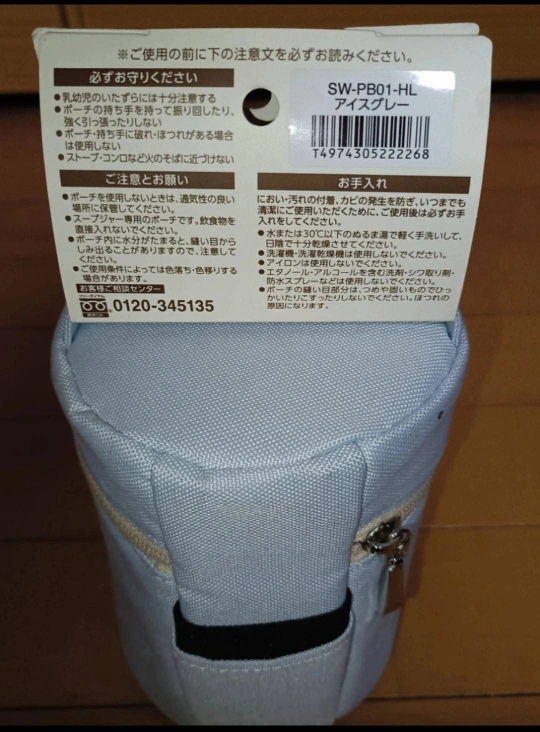 ※ご使用の前に下の注意文を必ずお読みください。
必ずお守りください
●乳幼児のいたずらには十分注意する
●ポーチの持ち手を持って振り回したり、
強く引っ張ったりしない
●ポーチ・持ち手に破れ・ほつれがある場合
は使用しない
●ストーブ・コンロなど火のそばに近づけない
ご注意とお願い
●ポーチを使用しないときは、通気性の良い
場所に保管してください。
●スープジャー専用のポーチです。飲食物を
直接入れないでください。
●ポーチ内に水分がたまると、縫い目から
しみ出ることがありますので、注意して
ください。
●ご使用条件によっては色落ち・色移りする
場合があります。
お客様ご相談センター
フリーダイヤル
0120-345135
SW-PB01-HL
アイスグレー
T4974305222268
お手入れ
におい・汚れの付着、カビの発生を防ぎ、いつまでも
清潔にご使用いただくために、ご使用後は必ずお手
入れをしてください。
●水または30℃以下のぬるま湯で軽く手洗いして、
日陰で十分乾燥させてください。
●洗濯機・洗濯乾燥機は使用しないでください。
●アイロンは使用しないでください。
●エタノール・アルコールを含む洗剤・シワ取り剤・
防水スプレーなどは使用しないでください。
●ポーチの縫い目部分は、つめや固いものでひっ
かいたりこすったりしないでください。ほつれの
原因になります。